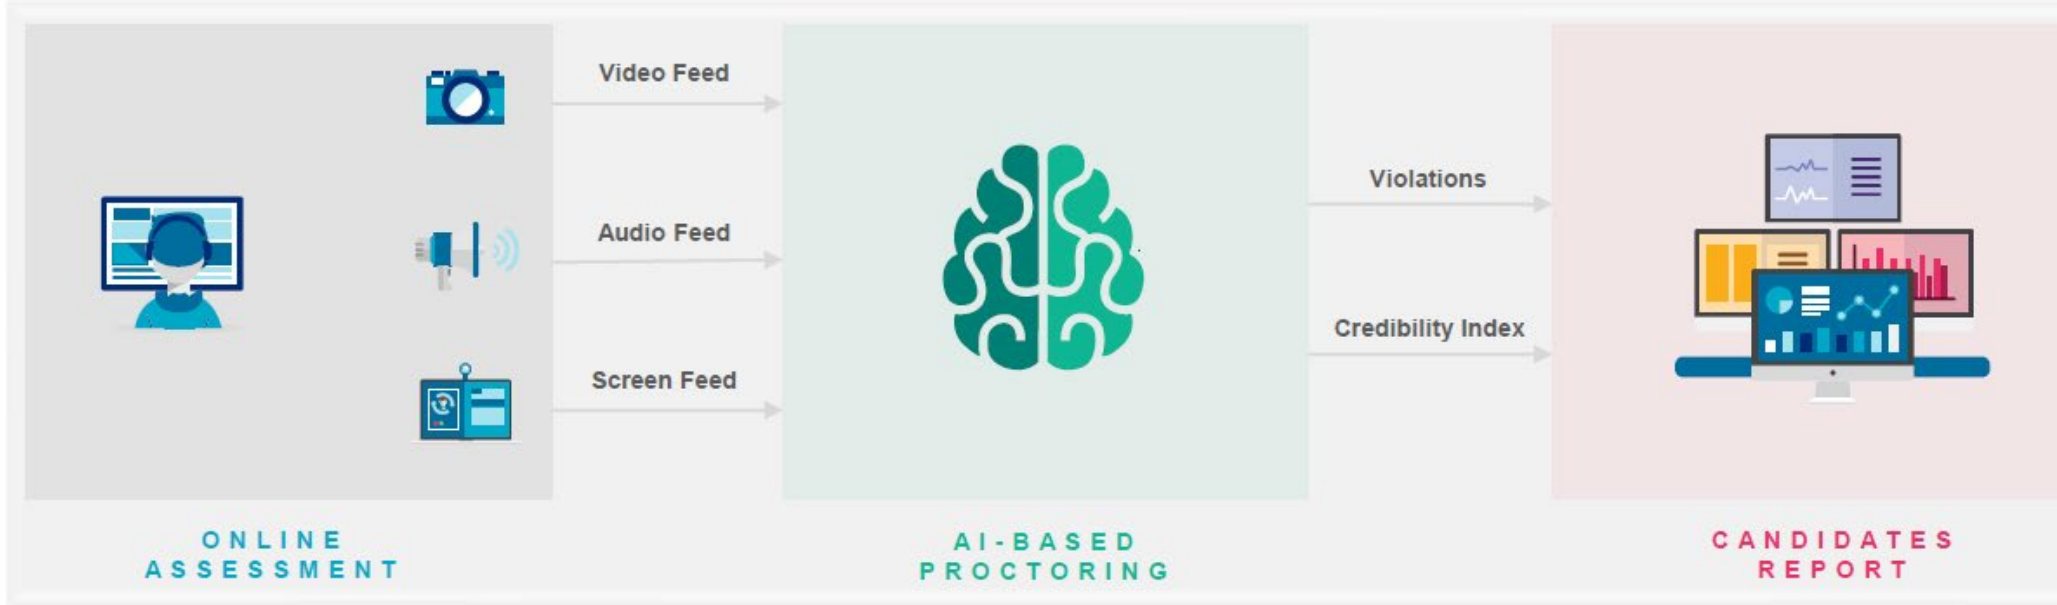 Video Feed
Audio Feed
Screen Feed
Violations
Credibility Index
ONLINE
ASSESSMENT
AI-BASED
PROCTORING
CANDIDATES
REPORT